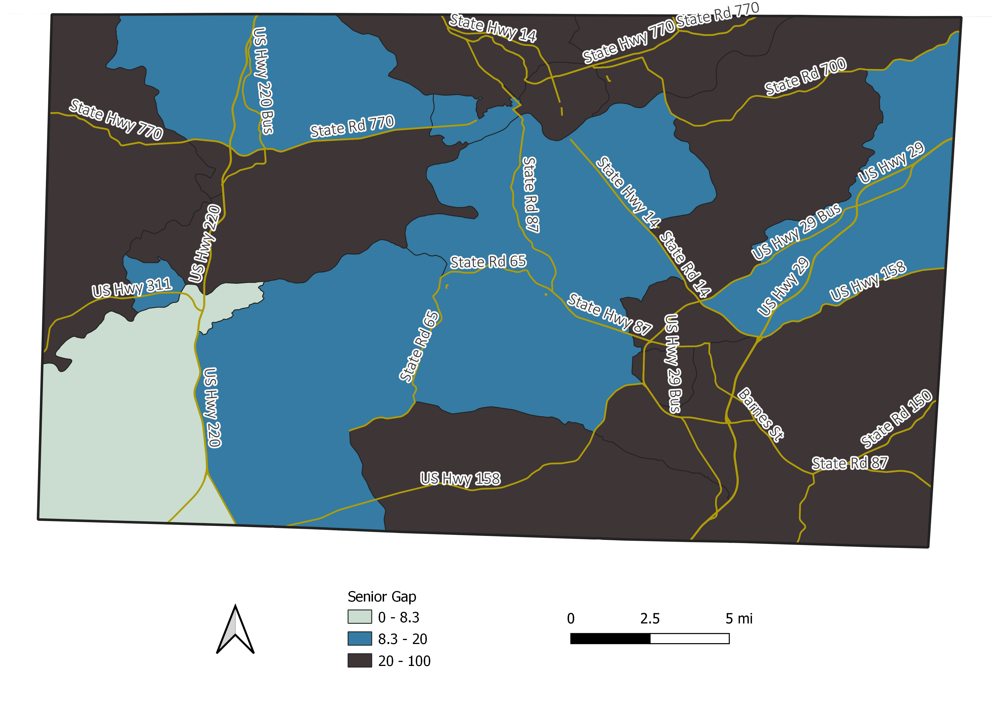 State Rd 770
State Hwy 14
State Hwy 770
US Hwy 220 Bus
State Rd 700
State Hwy 770
State Rd 770
US Hwy 29
State Rd 87
State Hwy 14
US Hwy 220
US Hwy 29 Bus
State Rd 14
State Rd 65
US Hwy 29
US Hwy 158
US Hwy 311
State Hwy 87
State Rd 65
US Hwy 29 Bus
US Hwy 220
Barnes St
State Rd 150
State Rd 87
US Hwy 158
Senior Gap
0 - 8.3
8.3 - 20
20 - 100
0 2.5 5 mi